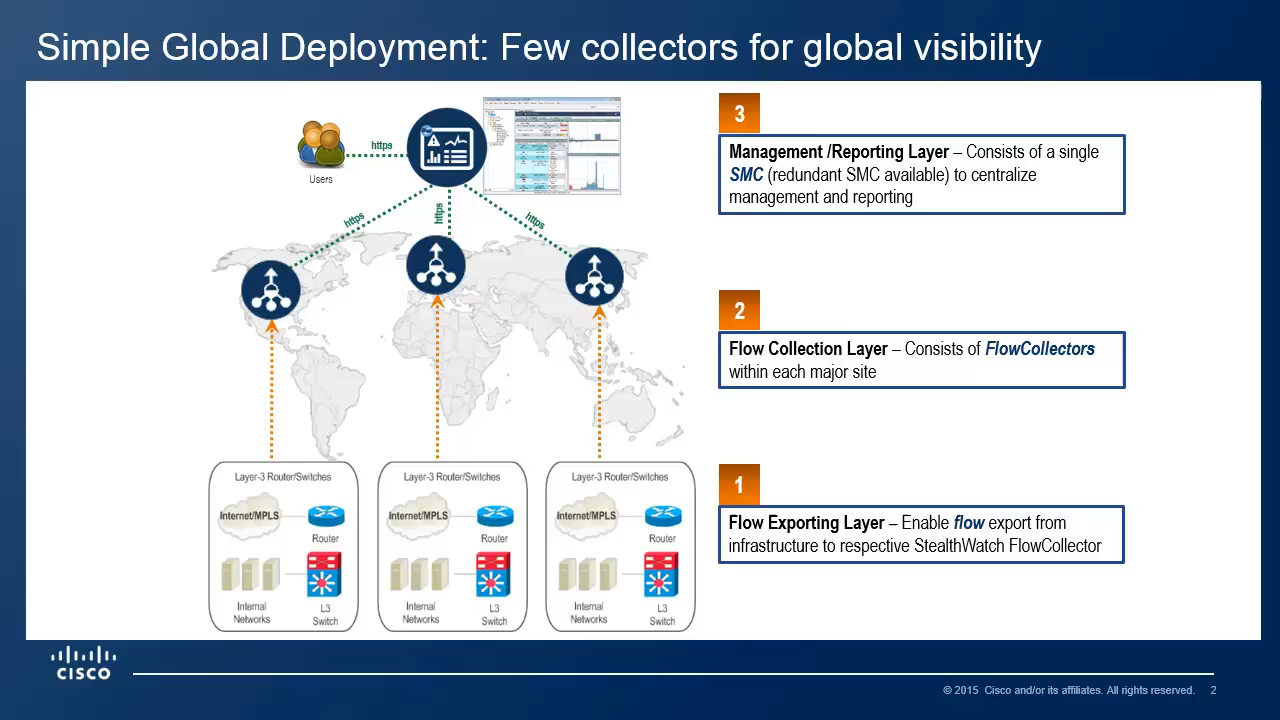 Simple Global Deployment: Few collectors for global visibility
https
Users
https
https
https
3
Management /Reporting Layer – Consists of a single
SMC (redundant SMC available) to centralize
management and reporting
2
Flow Collection Layer – Consists of FlowCollectors
within each major site
1
Flow Exporting Layer – Enable flow export from
infrastructure to respective StealthWatch FlowCollector
Layer-3 Router/Switches
Internet/MPLS
Router
Internal
Networks
L3
Switch
Layer-3 Router/Switches
Internet/MPLS
Router
Internal
Networks
L3
Switch
Layer-3 Router/Switches
Internet/MPLS
Router
Internal
Networks
L3
Switch
CISCO
© 2015 Cisco and/or its affiliates. All rights reserved. 2